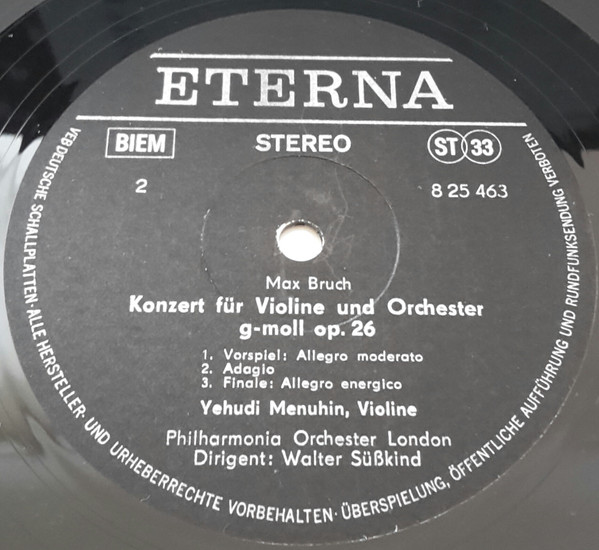 ETERNA
BIEM
STEREO
ST 33
2
8 25 463
Max Bruch
Konzert für Violine und Orchester
g-moll op. 26
1. Vorspiel: Allegro moderato
2. Adagio
3. Finale: Allegro energico
Yehudi Menuhin, Violine
Philharmonia Orchester London
Dirigent: Walter Süßkind
VEB DEUTSCHE SCHALLPLATTEN · ALLE HERSTELLER- UND URHEBERRECHTE VORBEHALTEN · ÜBERSPIELUNG, ÖFFENTLICHE AUFFÜHRUNG UND RUNDFUNKSENDUNG VERBOTEN